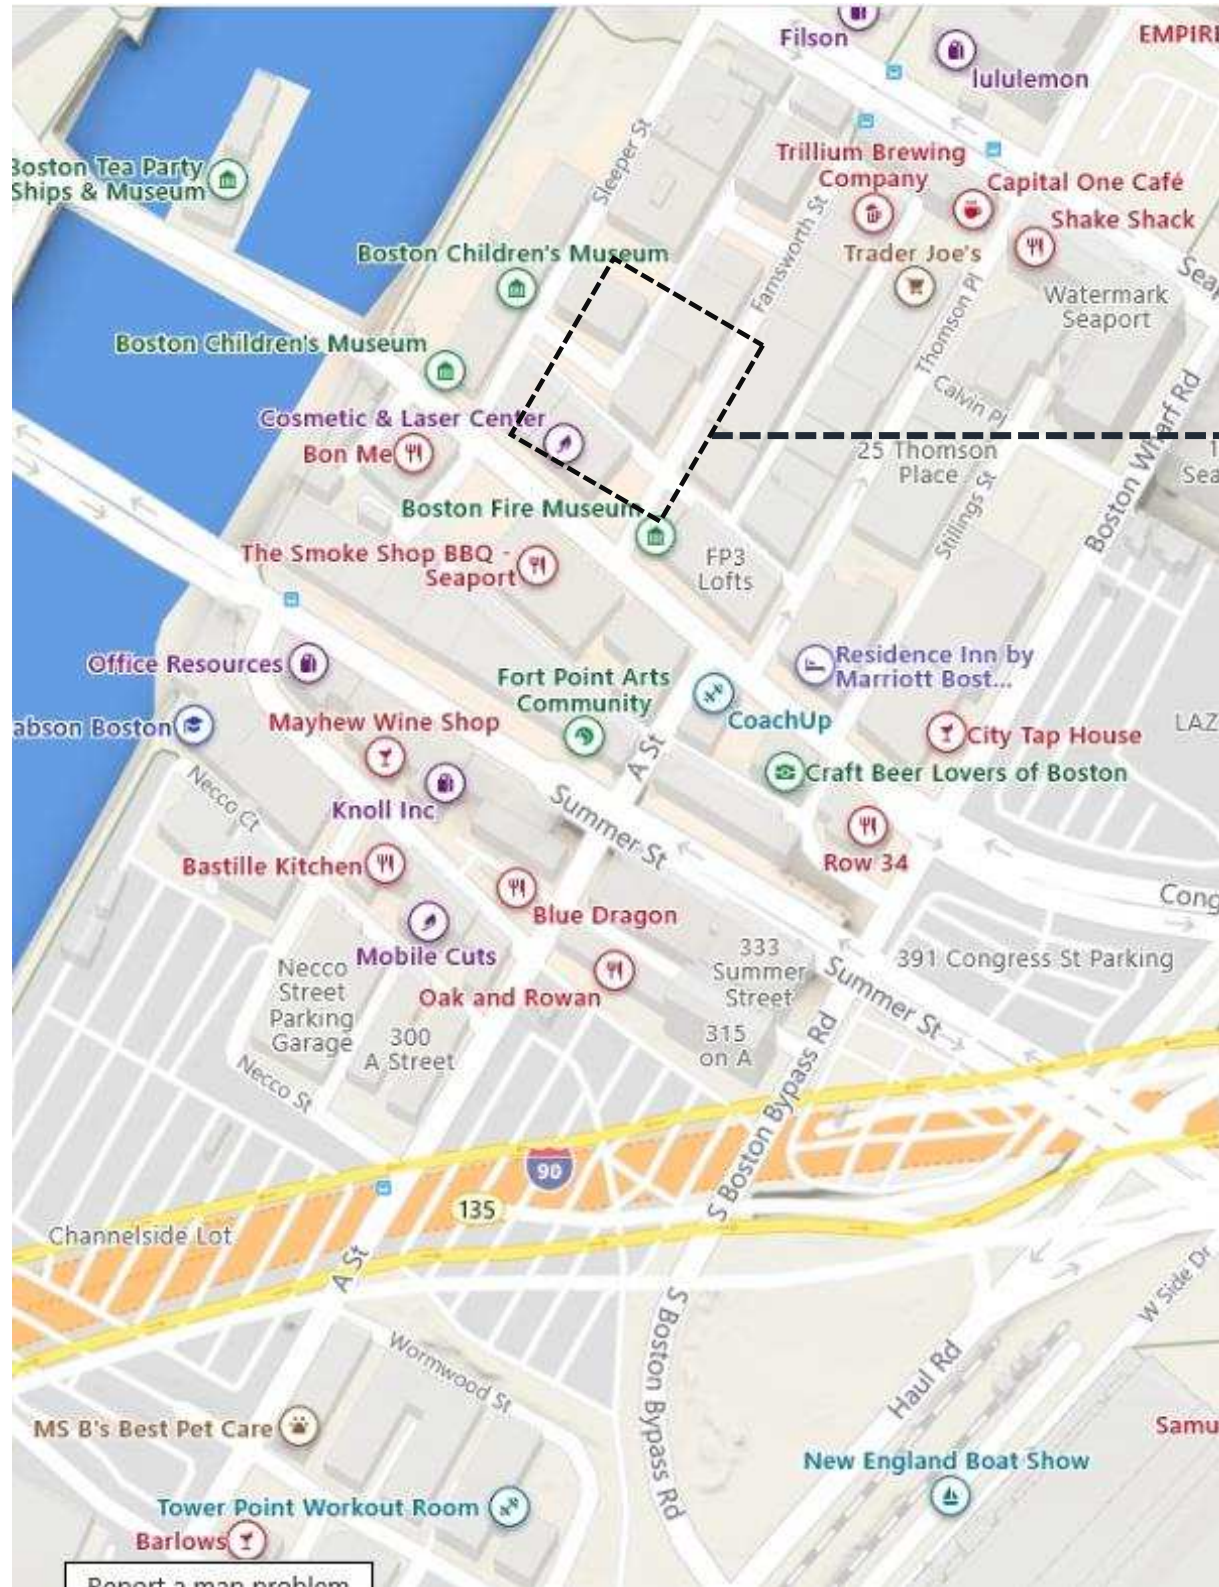 Filson
EMPIRE
lululemon
Sleeper St
Boston Tea Party
Ships & Museum
Trillium Brewing
Company
Capital One Café
Shake Shack
Farnsworth St
Boston Children's Museum
Trader Joe's
Watermark
Seaport
Thomson Pl
Boston Children's Museum
Calvin Pl
Cosmetic & Laser Center
Bon Me
25 Thomson
Place
Boston Wharf Rd
Boston Fire Museum
Stillings St
The Smoke Shop BBQ -
Seaport
FP3
Lofts
Office Resources
Residence Inn by
Marriott Bost...
Fort Point Arts
Community
abson Boston
Mayhew Wine Shop
CoachUp
City Tap House
LAZ
A St
Necco Ct
Knoll Inc
Craft Beer Lovers of Boston
Summer St
Bastille Kitchen
Row 34
Blue Dragon
Cong
Mobile Cuts
333
Summer
Street
391 Congress St Parking
Necco
Street
Parking
Garage
Oak and Rowan
Summer St
300
A Street
315
on A
Necco St
S Boston Bypass Rd
90
135
Channelside Lot
A St
W Side Dr
S Boston Bypass Rd
Wormwood St
Haul Rd
MS B's Best Pet Care
Samu
New England Boat Show
Tower Point Workout Room
Barlows
Report a map problem